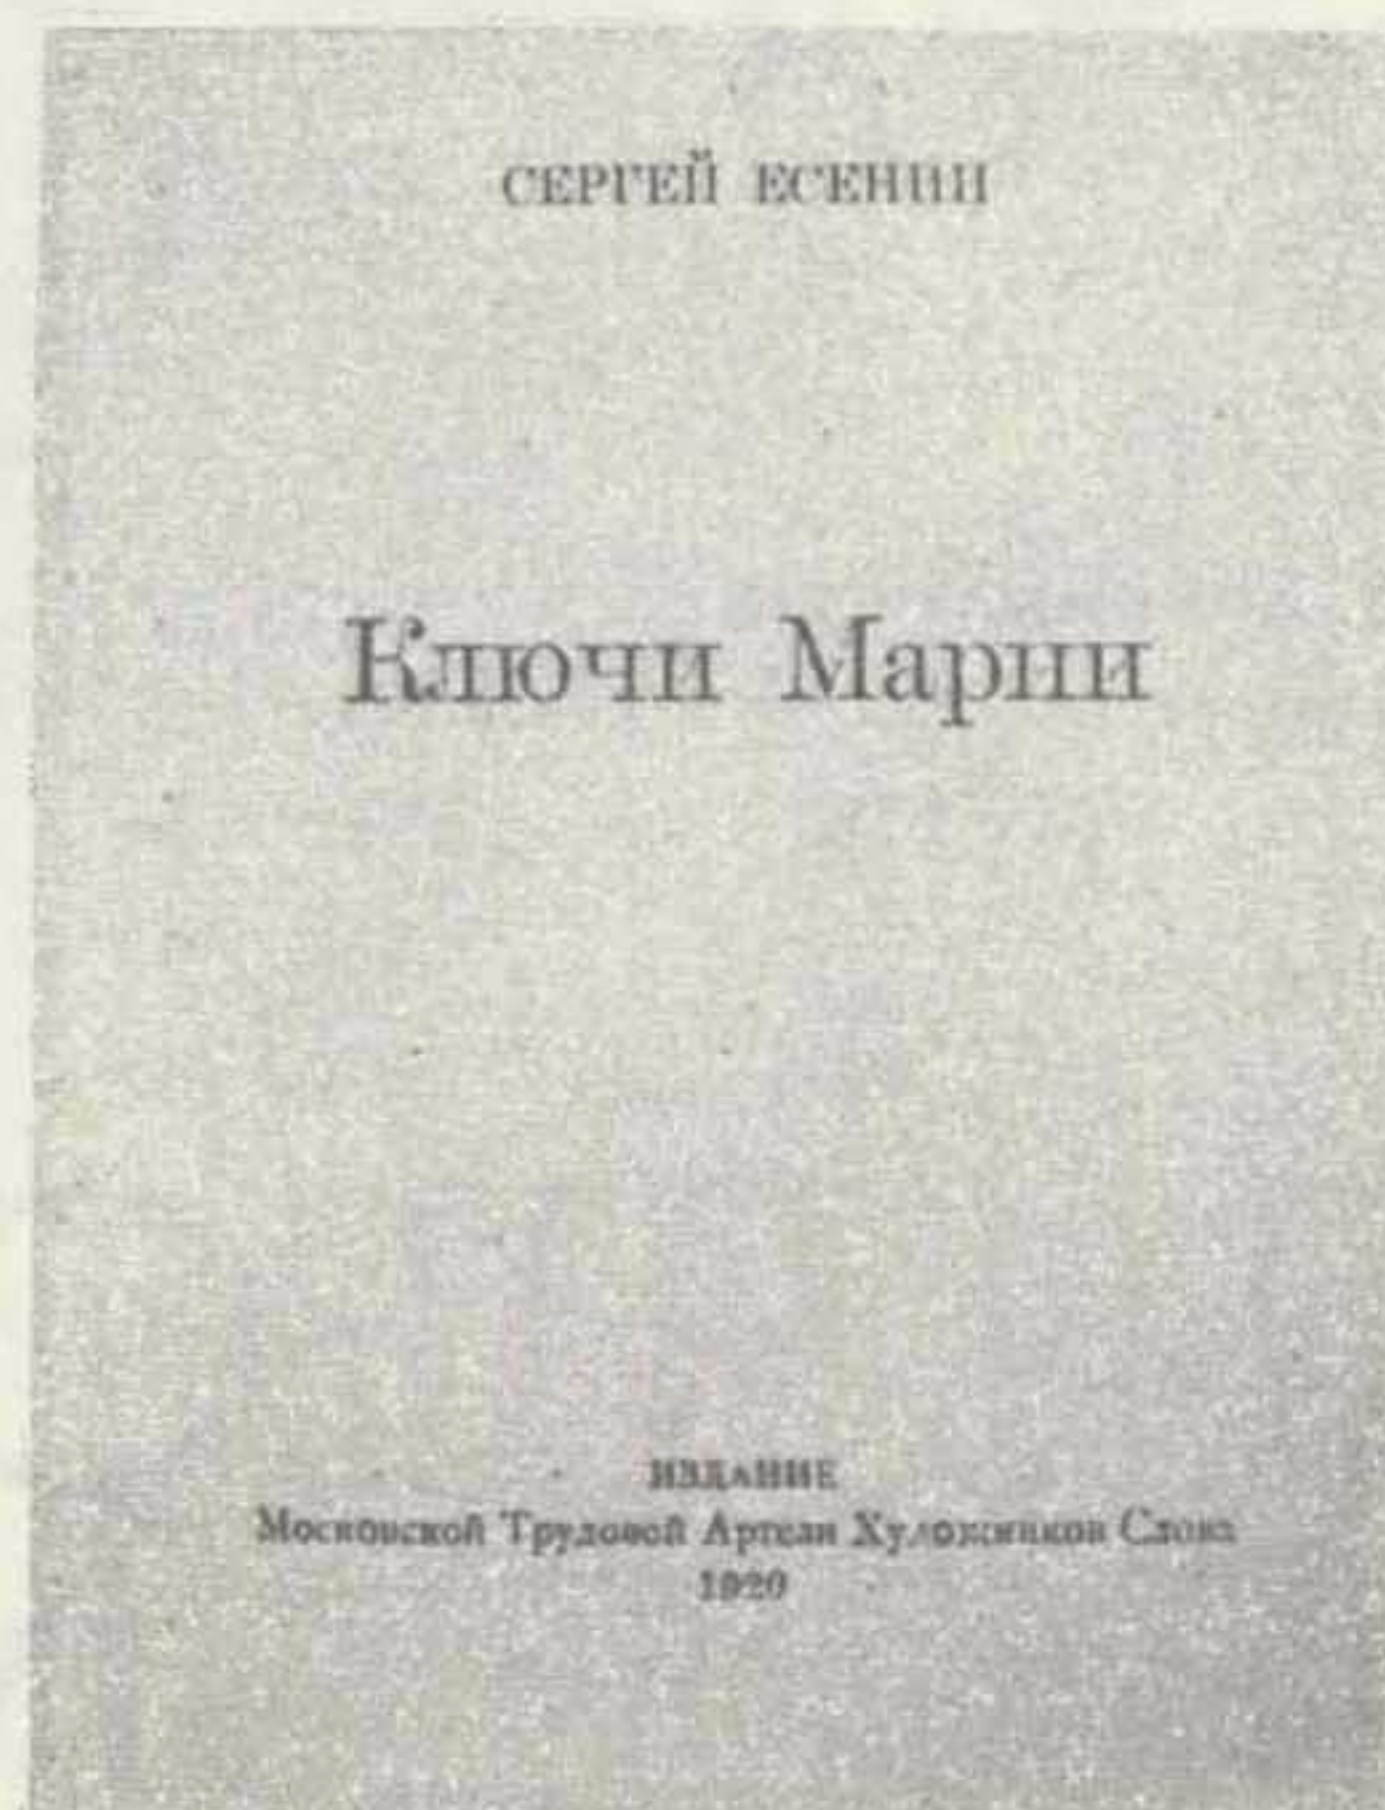 СЕРГЕЙ ЕСЕНИН
Ключи Марии
ИЗДАНИЕ
Московской Трудовой Артели Художников Слова
1920